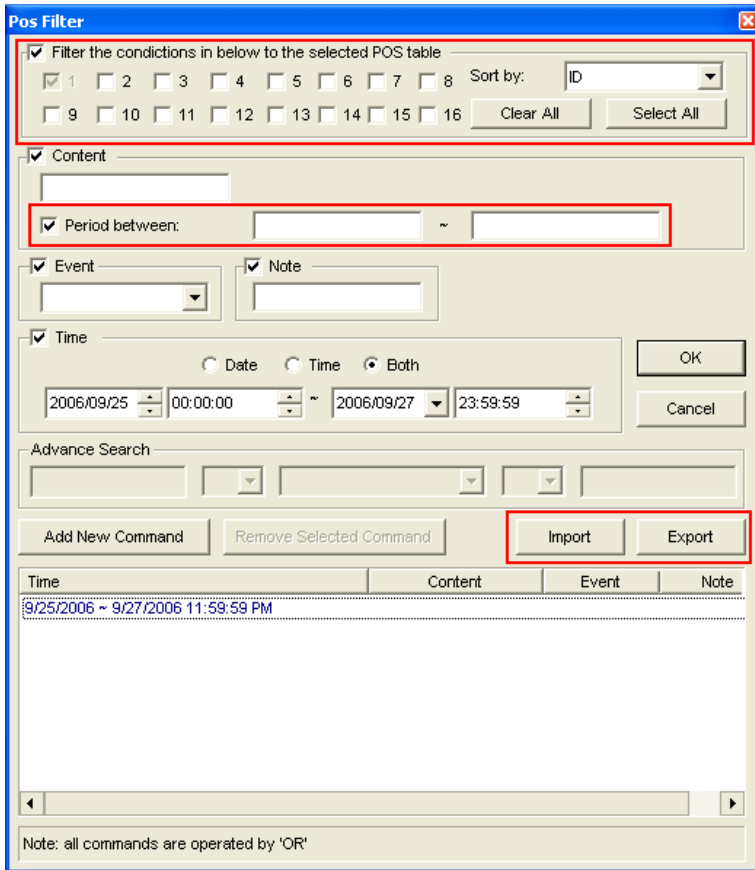 Pos Filter
Filter the condictions in below to the selected POS table
1 2 3 4 5 6 7 8 Sort by: ID
9 10 11 12 13 14 15 16 Clear All Select All
Content
Period between: ~
Event Note
Time
Date Time Both
OK
2006/09/25 00:00:00 ~ 2006/09/27 23:59:59
Cancel
Advance Search
Add New Command Remove Selected Command Import Export
Time Content Event Note
9/25/2006 ~ 9/27/2006 11:59:59 PM
Note: all commands are operated by 'OR'